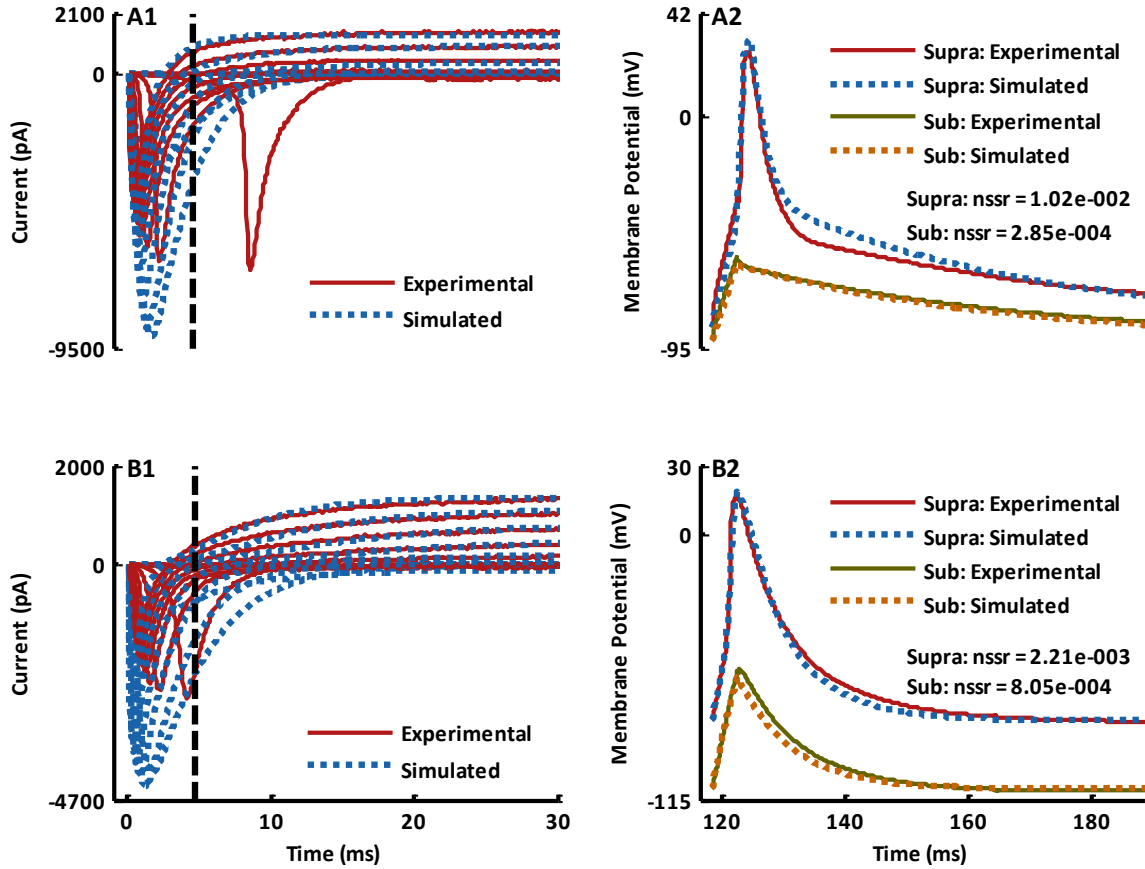 A1
2100
0
-9500
Current (pA)
Experimental
Simulated
A2
42
0
-95
Membrane Potential (mV)
Supra: Experimental
Supra: Simulated
Sub: Experimental
Sub: Simulated
Supra: nssr = 1.02e-002
Sub: nssr = 2.85e-004
B1
2000
0
-4700
Current (pA)
Experimental
Simulated
0 10 20 30
Time (ms)
B2
30
0
-115
Membrane Potential (mV)
Supra: Experimental
Supra: Simulated
Sub: Experimental
Sub: Simulated
Supra: nssr = 2.21e-003
Sub: nssr = 8.05e-004
120 140 160 180
Time (ms)